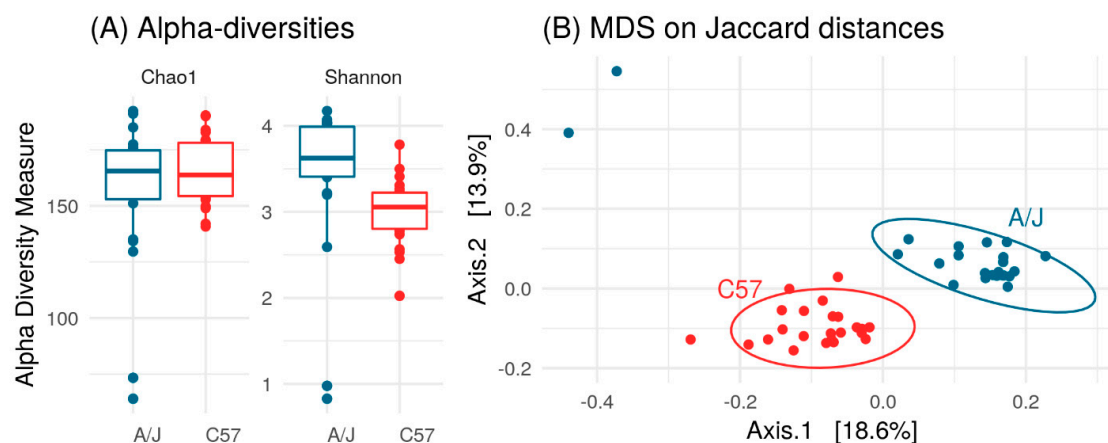 (A) Alpha-diversities
Chao1
Shannon
Alpha Diversity Measure
150
100
4
3
2
1
A/J
C57
A/J
C57
(B) MDS on Jaccard distances
Axis.2 [13.9%]
0.4
0.2
0.0
-0.2
A/J
C57
-0.4
-0.2
0.0
0.2
Axis.1 [18.6%]